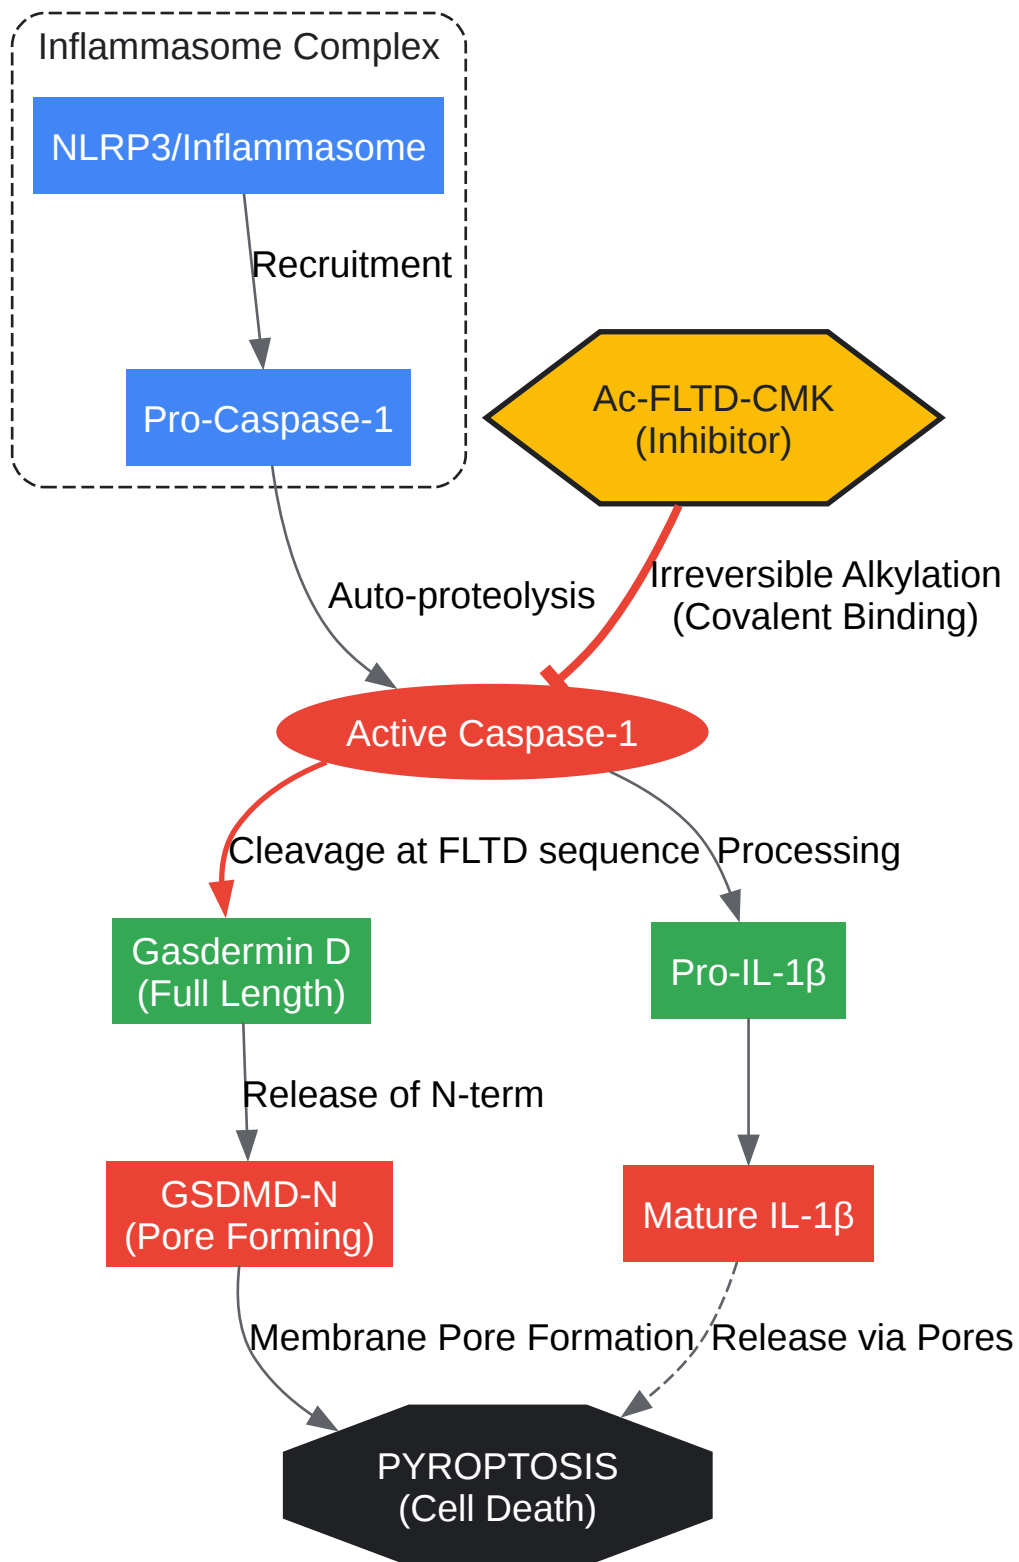 Inflammasome Complex
NLRP3/Inflammasome
Recruitment
Pro-Caspase-1
Ac-FLTD-CMK
(Inhibitor)
Auto-proteolysis
Irreversible Alkylation
(Covalent Binding)
Active Caspase-1
Cleavage at FLTD sequence
Processing
Gasdermin D
(Full Length)
Pro-IL-1β
Release of N-term
GSDMD-N
(Pore Forming)
Mature IL-1β
Membrane Pore Formation
Release via Pores
PYROPTOSIS
(Cell Death)